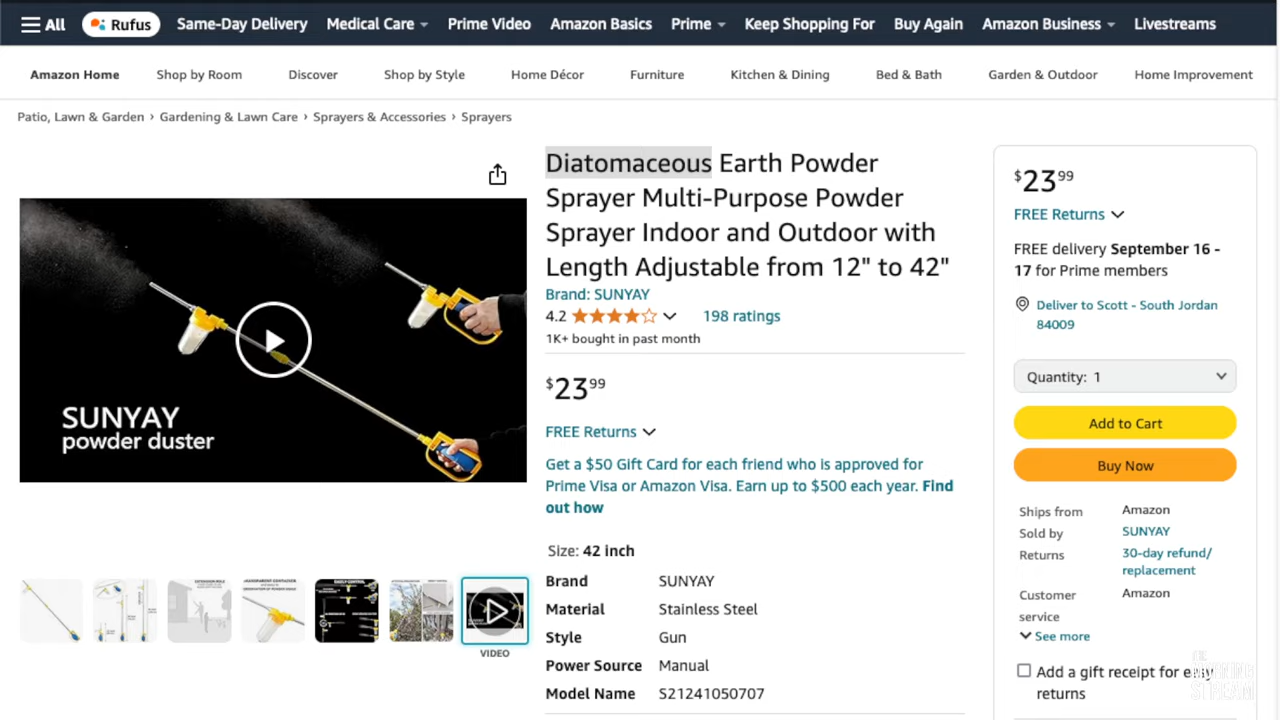 All
Rufus
Same-Day Delivery
Medical Care
Prime Video
Amazon Basics
Prime
Keep Shopping For
Buy Again
Amazon Business
Livestreams
Amazon Home
Shop by Room
Discover
Shop by Style
Home Décor
Furniture
Kitchen & Dining
Bed & Bath
Garden & Outdoor
Home Improvement
Patio, Lawn & Garden › Gardening & Lawn Care › Sprayers & Accessories › Sprayers
SUNYAY
powder duster
VIDEO
Diatomaceous Earth Powder
Sprayer Multi-Purpose Powder
Sprayer Indoor and Outdoor with
Length Adjustable from 12" to 42"
Brand: SUNYAY
4.2
198 ratings
1K+ bought in past month
$23 99
FREE Returns
Get a $50 Gift Card for each friend who is approved for
Prime Visa or Amazon Visa. Earn up to $500 each year. Find
out how
Size: 42 inch
Brand SUNYAY
Material Stainless Steel
Style Gun
Power Source Manual
Model Name S21241050707
$23 99
FREE Returns
FREE delivery September 16 -
17 for Prime members
Deliver to Scott - South Jordan
84009
Quantity: 1
Add to Cart
Buy Now
Ships from Amazon
Sold by SUNYAY
Returns 30-day refund/
replacement
Customer Amazon
service
See more
Add a gift receipt for easy
returns
THE
MORNING
STREAM